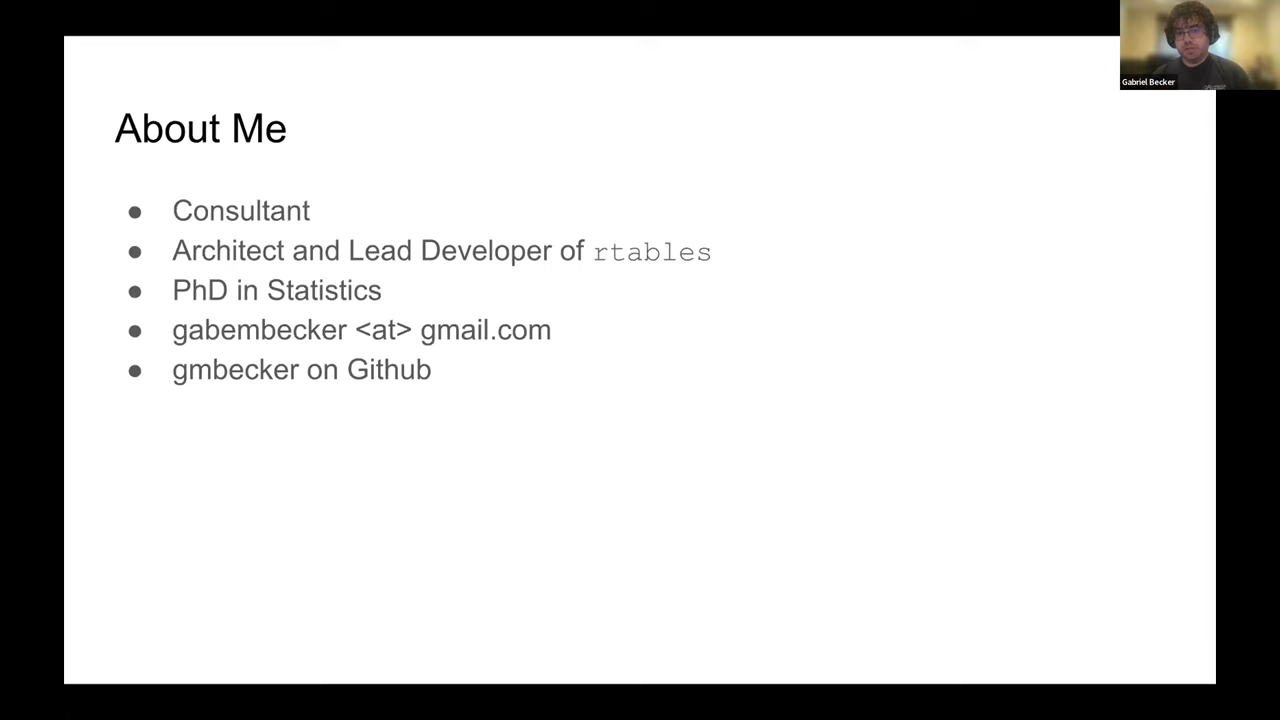 Gabriel Becker
About Me
● Consultant
● Architect and Lead Developer of rtables
● PhD in Statistics
● gabembecker <at> gmail.com
● gmbecker on Github